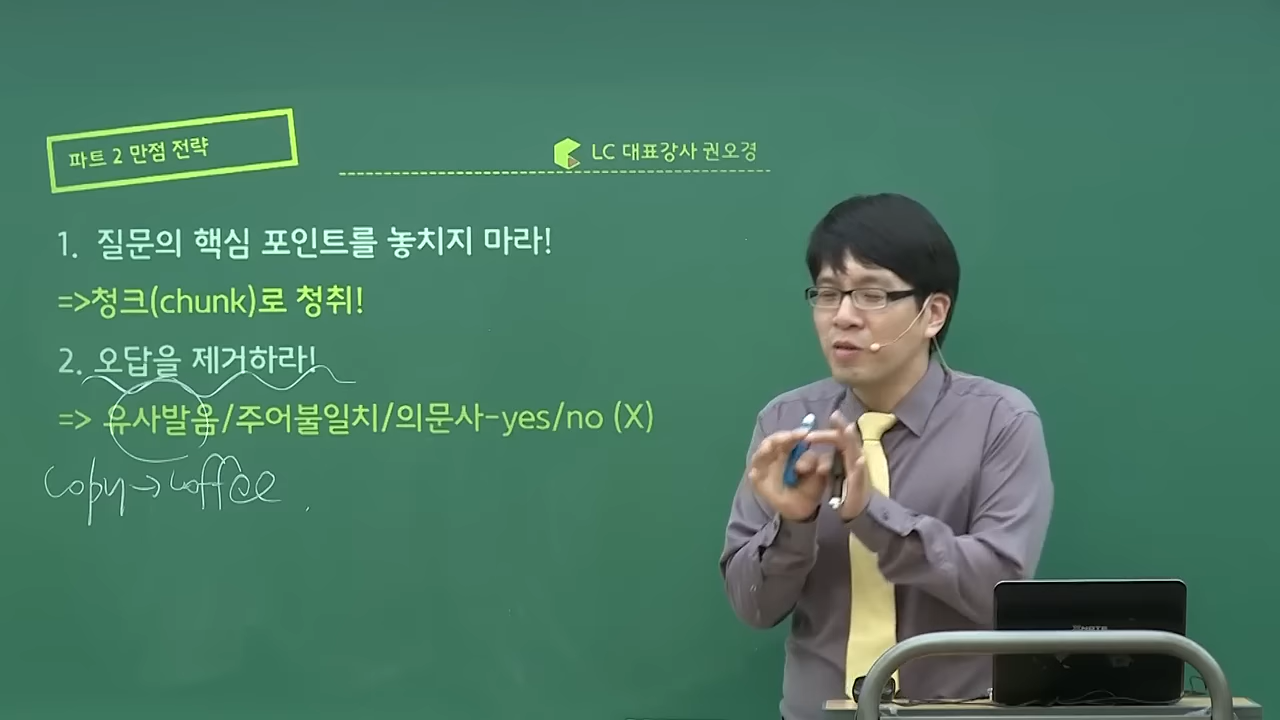 파트 2 만점 전략
LC 대표강사 권오경
1. 질문의 핵심 포인트를 놓치지 마라!
=>청크(chunk)로 청취!
2. 오답을 제거하라!
=> 유사발음/주어불일치/의문사-yes/no (X)
copy→coffee